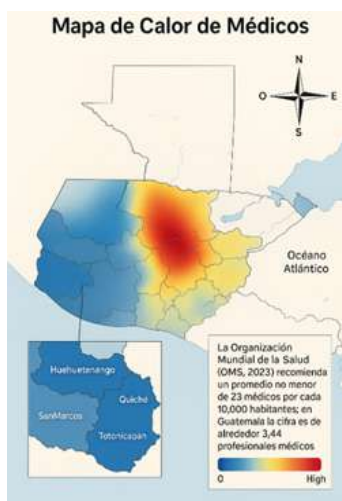 Mapa de Calor de Médicos
N
O
E
S
Océano
Atlántico
Huehuetenango
Quiché
SanMarcos
Totonicapán
La Organización
Mundial de la Salud
(OMS, 2023) recomienda
un promedio no menor
de 23 médicos por cada
10,000 habitantes; en
Guatemala la cifra es de
alrededor 3,44
profesionales médicos
0
High